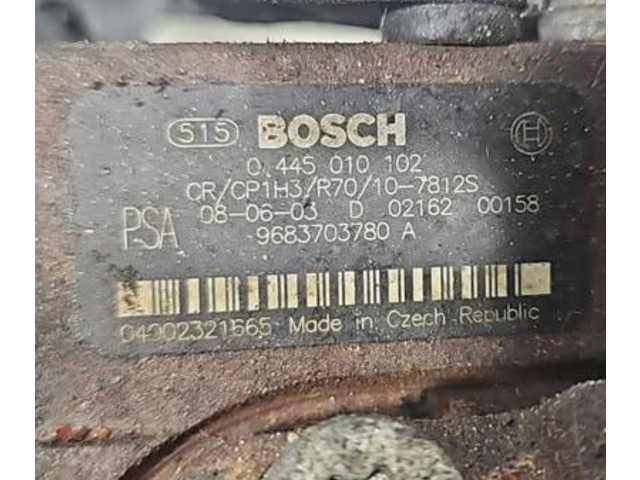 515 BOSCH
0 445 010 102
CR/CP1H3/R70/10-7812S
PSA 08-06-03 D 02162 00158
9683703780 A
04002321665 Made in Czech Republic